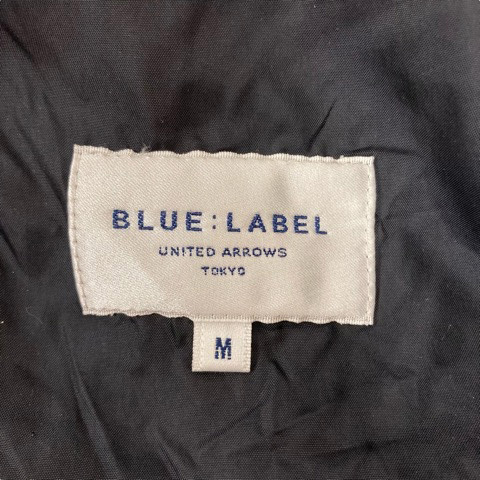 BLUE:LABEL
UNITED ARROWS
TOKYO
M